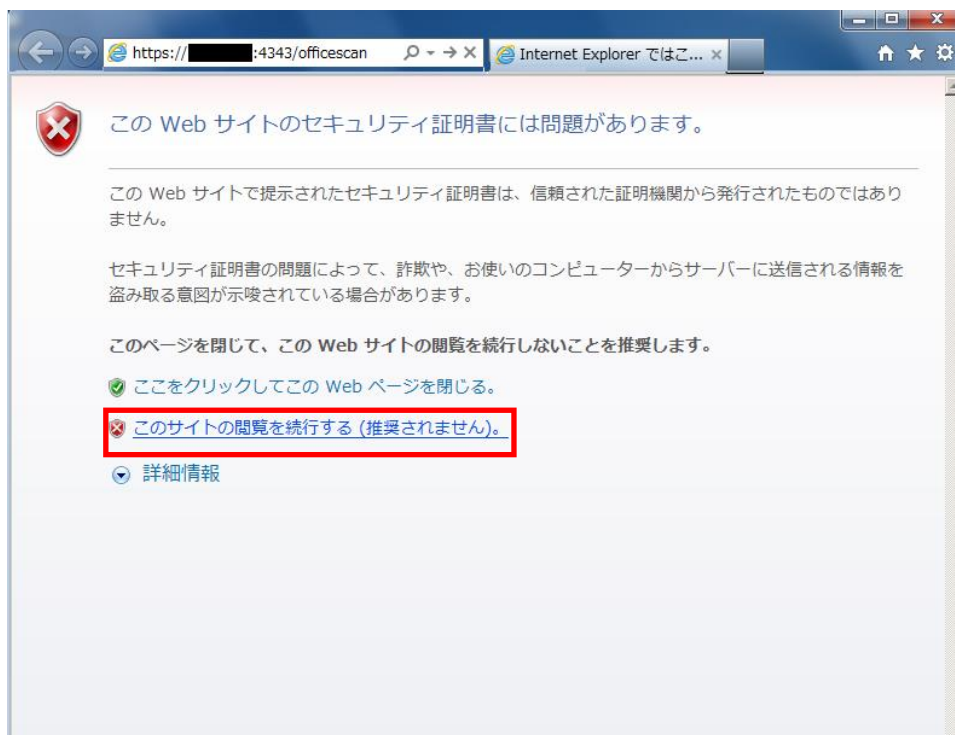 https:// :4343/officescan
Internet Explorer ではこ...
この Web サイトのセキュリティ証明書には問題があります。
この Web サイトで提示されたセキュリティ証明書は、信頼された証明機関から発行されたものではあり
ません。
セキュリティ証明書の問題によって、詐欺や、お使いのコンピューターからサーバーに送信される情報を
盗み取る意図が示唆されている場合があります。
このページを閉じて、この Web サイトの閲覧を続行しないことを推奨します。
ここをクリックしてこの Web ページを閉じる。
このサイトの閲覧を続行する (推奨されません)。
詳細情報